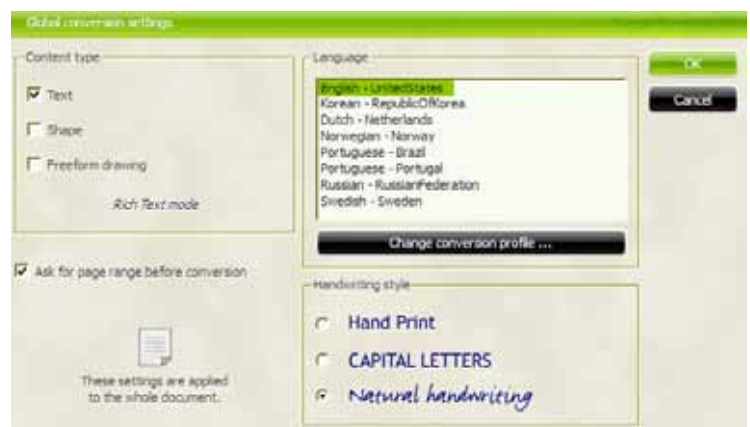 Global conversion settings
Content type
Text
Shape
Freeform drawing
Rich Text mode
Ask for page range before conversion
These settings are applied
to the whole document.
Language
English - UnitedStates
Korean - RepublicOfKorea
Dutch - Netherlands
Norwegian - Norway
Portuguese - Brazil
Portuguese - Portugal
Russian - RussianFederation
Swedish - Sweden
Change conversion profile ...
Handwriting style
Hand Print
CAPITAL LETTERS
Natural handwriting
OK
Cancel